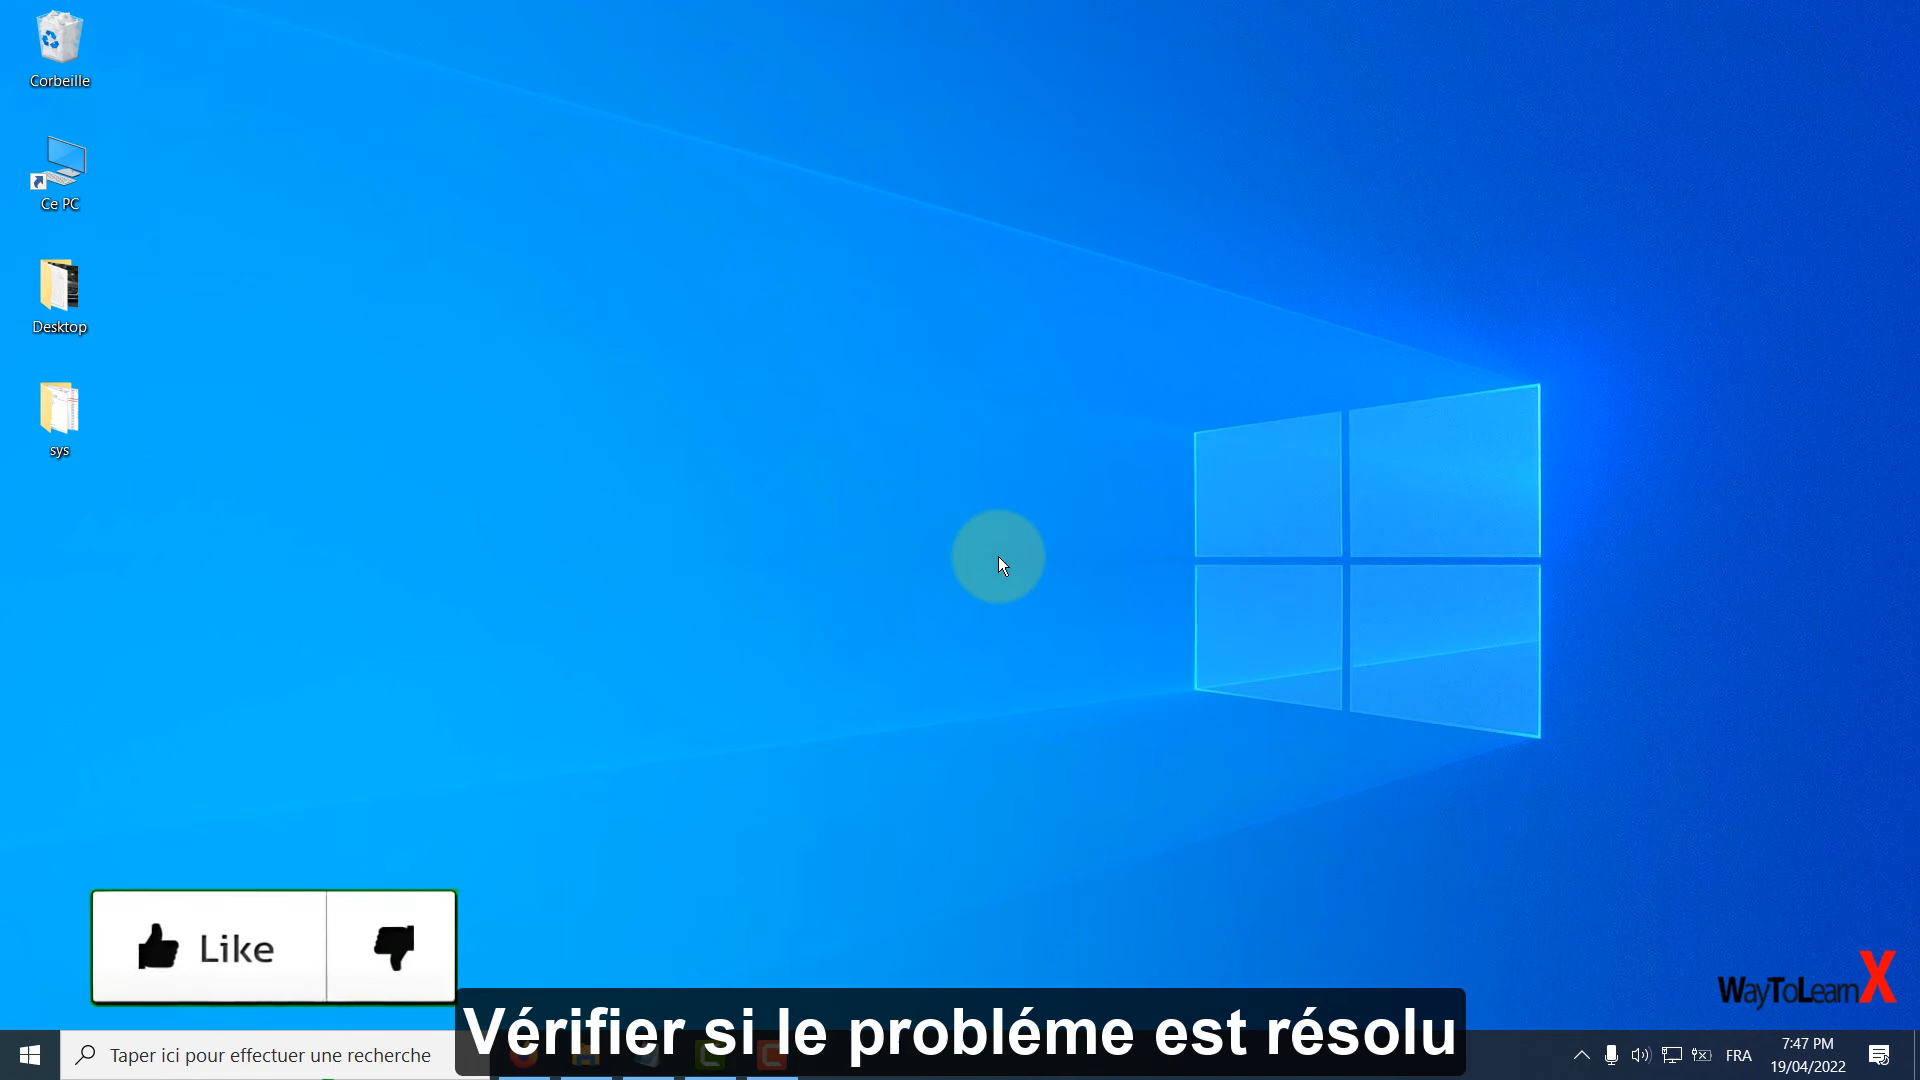 Corbeille
Ce PC
Desktop
sys
Like
WayToLearnX
Vérifier si le probléme est résolu
Taper ici pour effectuer une recherche
FRA
7:47 PM
19/04/2022